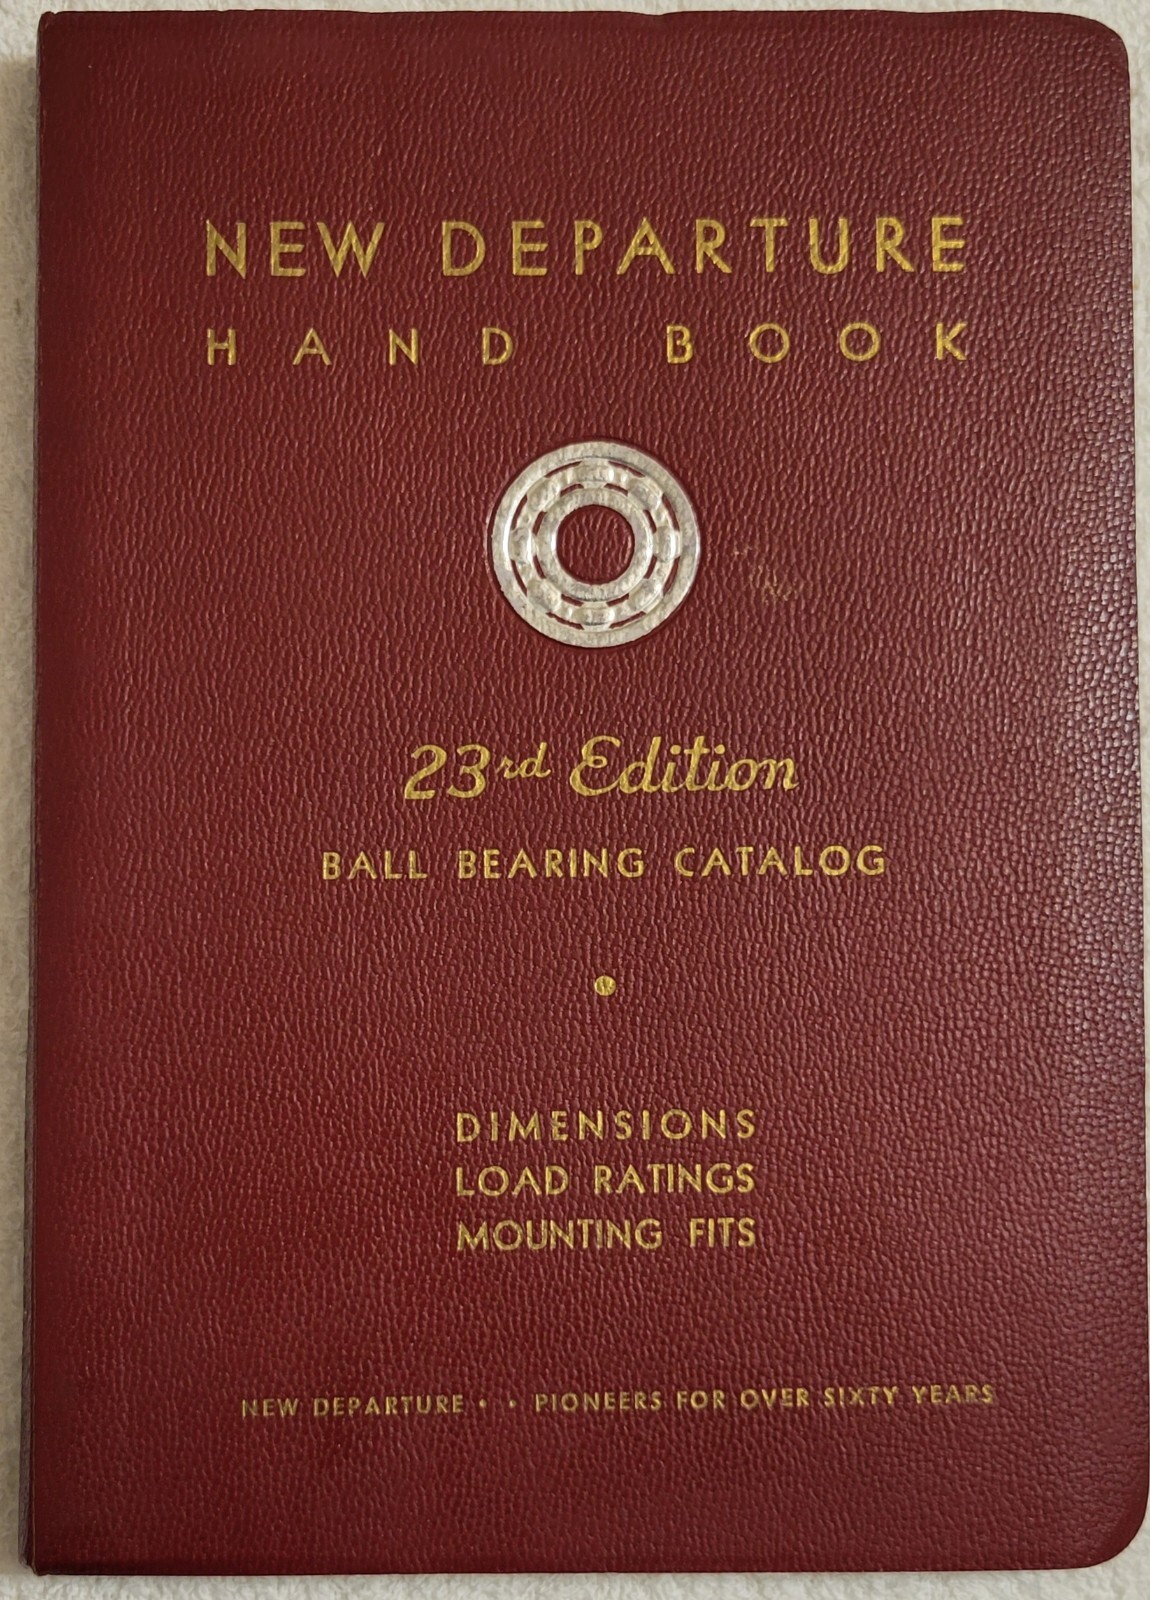 NEW DEPARTURE
HAND BOOK
23rd Edition
BALL BEARING CATALOG
•
DIMENSIONS
LOAD RATINGS
MOUNTING FITS
NEW DEPARTURE • • PIONEERS FOR OVER SIXTY YEARS